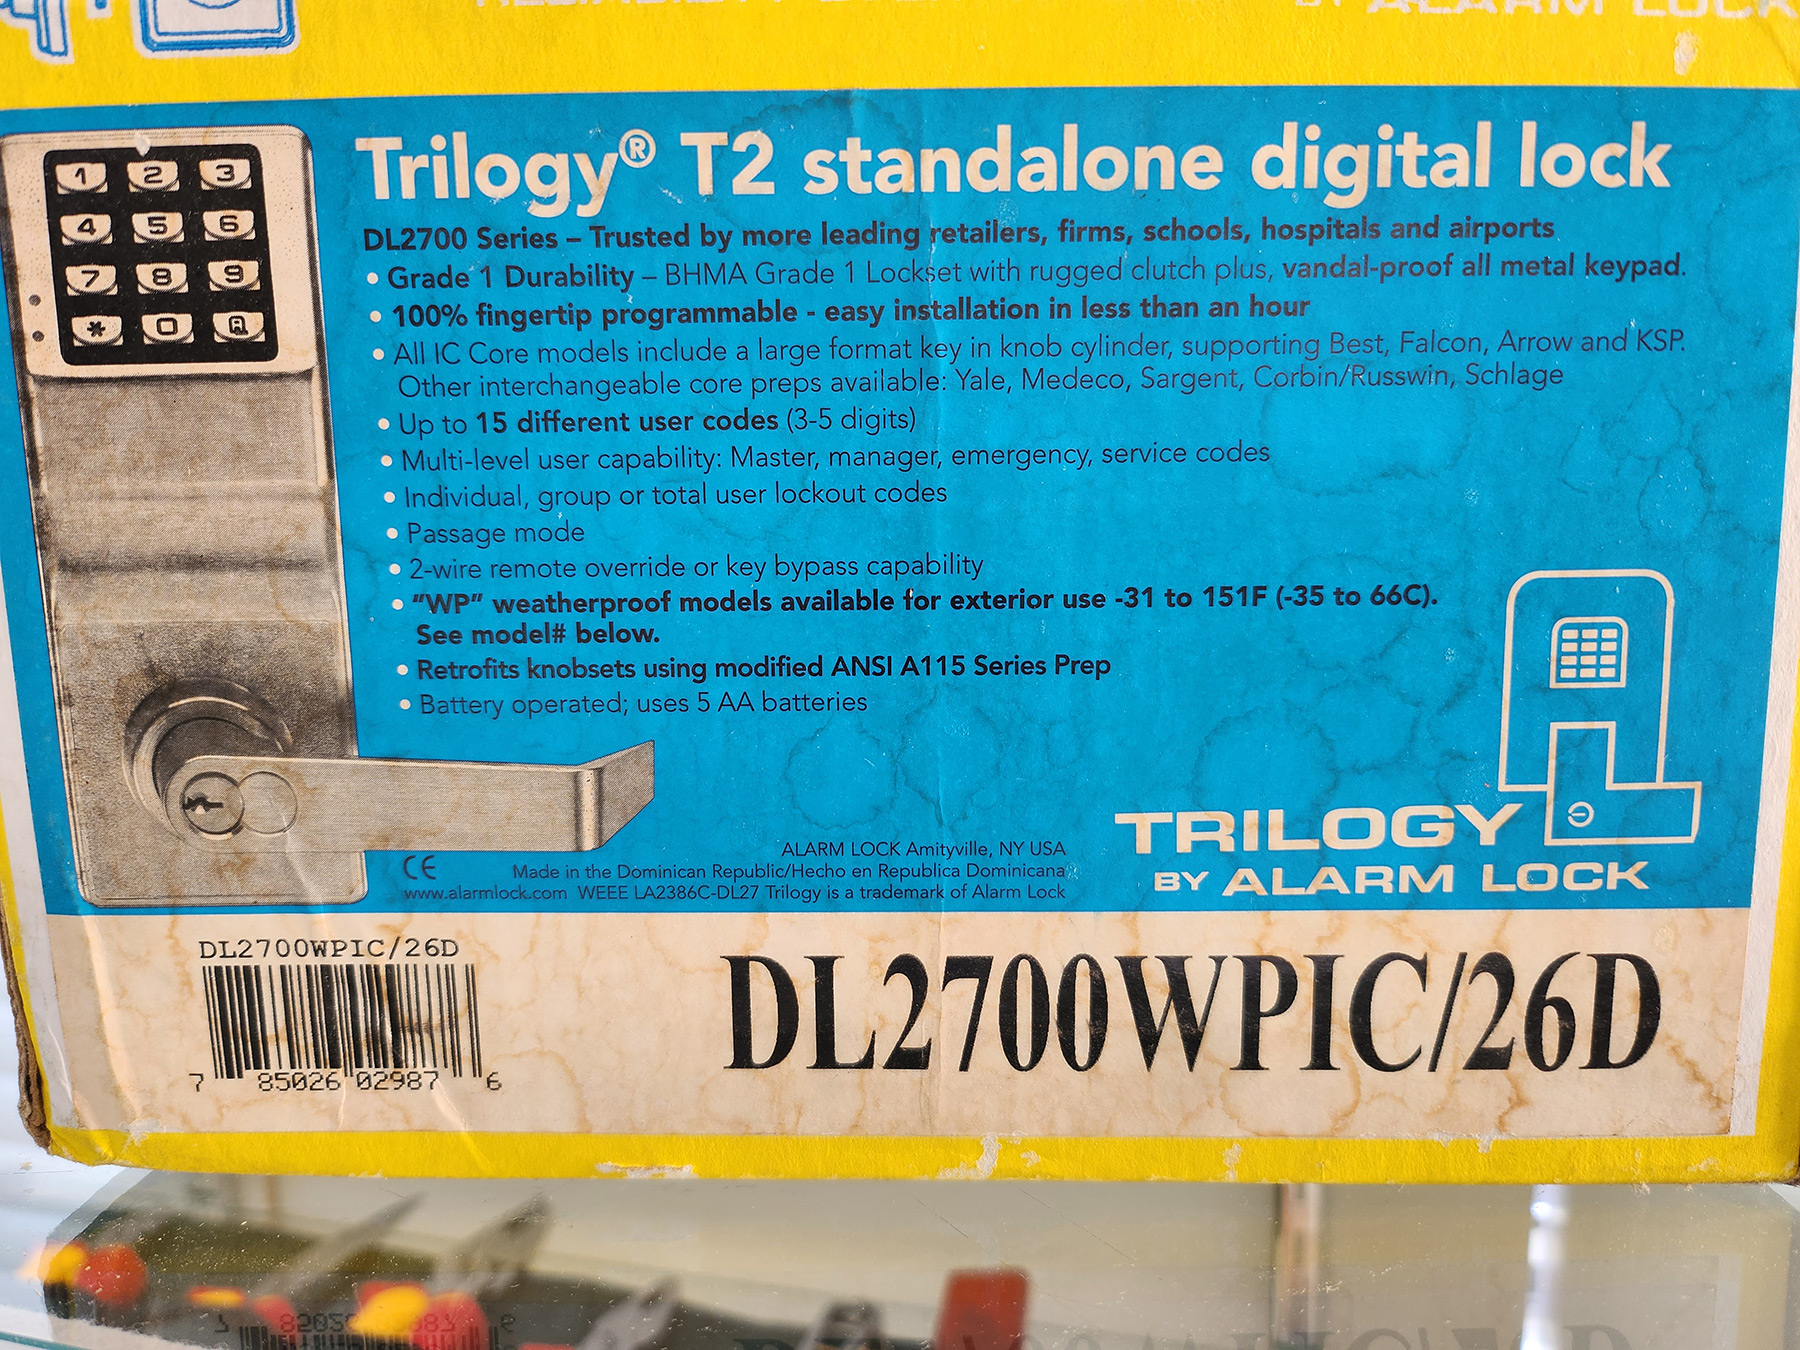 BY ALARM LOCK
1 2 3
4 5 6
7 8 9
* 0
Trilogy® T2 standalone digital lock
DL2700 Series – Trusted by more leading retailers, firms, schools, hospitals and airports
• Grade 1 Durability – BHMA Grade 1 Lockset with rugged clutch plus, vandal-proof all metal keypad.
• 100% fingertip programmable - easy installation in less than an hour
• All IC Core models include a large format key in knob cylinder, supporting Best, Falcon, Arrow and KSP.
Other interchangeable core preps available: Yale, Medeco, Sargent, Corbin/Russwin, Schlage
• Up to 15 different user codes (3-5 digits)
• Multi-level user capability: Master, manager, emergency, service codes
• Individual, group or total user lockout codes
• Passage mode
• 2-wire remote override or key bypass capability
• "WP" weatherproof models available for exterior use -31 to 151F (-35 to 66C).
See model# below.
• Retrofits knobsets using modified ANSI A115 Series Prep
• Battery operated; uses 5 AA batteries
TRILOGY
BY ALARM LOCK
ALARM LOCK Amityville, NY USA
CE Made in the Dominican Republic/Hecho en Republica Dominicana
www.alarmlock.com WEEE LA2386C-DL27 Trilogy is a trademark of Alarm Lock
DL2700WPIC/26D
7 85026 02987 6
DL2700WPIC/26D